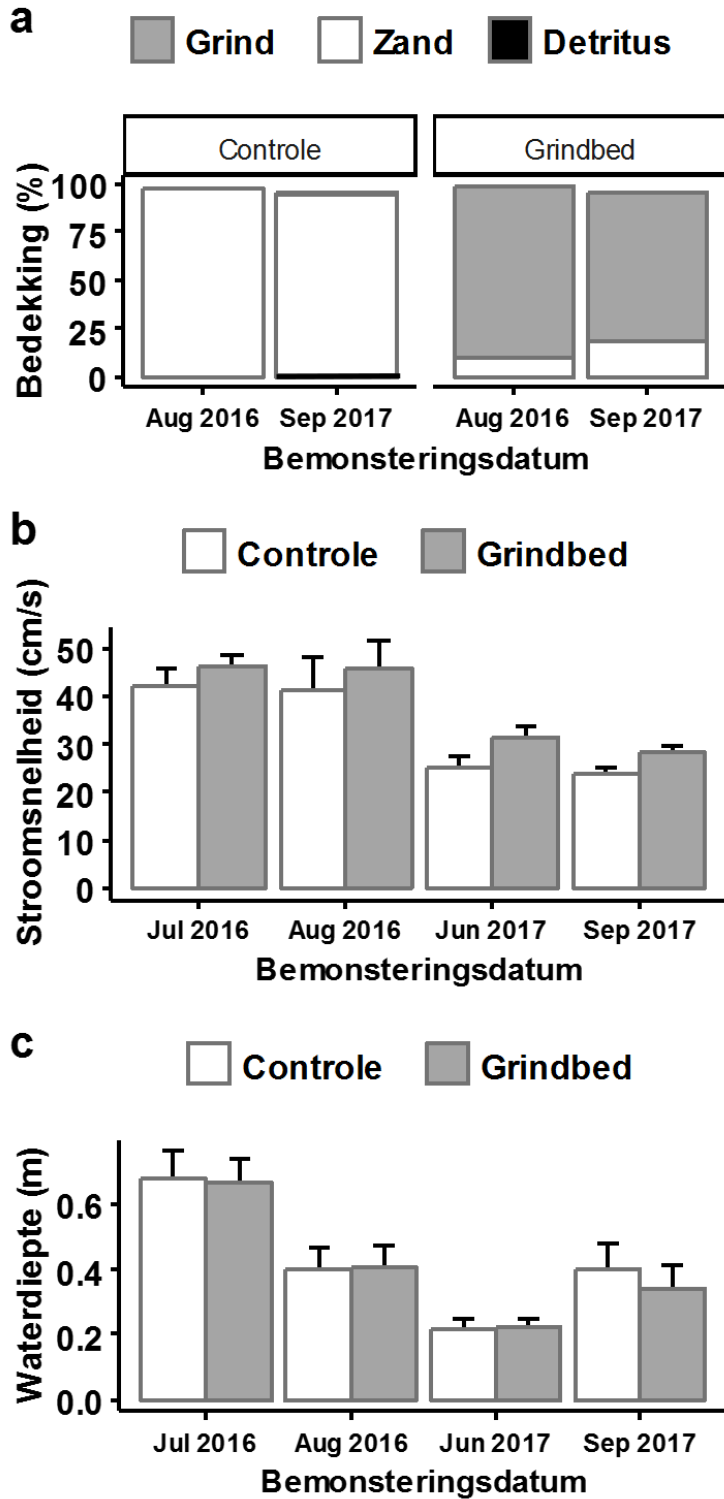 a
Grind Zand Detritus
Controle Grindbed
Bedekking (%)
100
75
50
25
0
Aug 2016 Sep 2017 Aug 2016 Sep 2017
Bemonsteringsdatum
b
Controle Grindbed
Stroomsnelheid (cm/s)
50
40
30
20
10
0
Jul 2016 Aug 2016 Jun 2017 Sep 2017
Bemonsteringsdatum
c
Controle Grindbed
Waterdiepte (m)
0.6
0.4
0.2
0.0
Jul 2016 Aug 2016 Jun 2017 Sep 2017
Bemonsteringsdatum